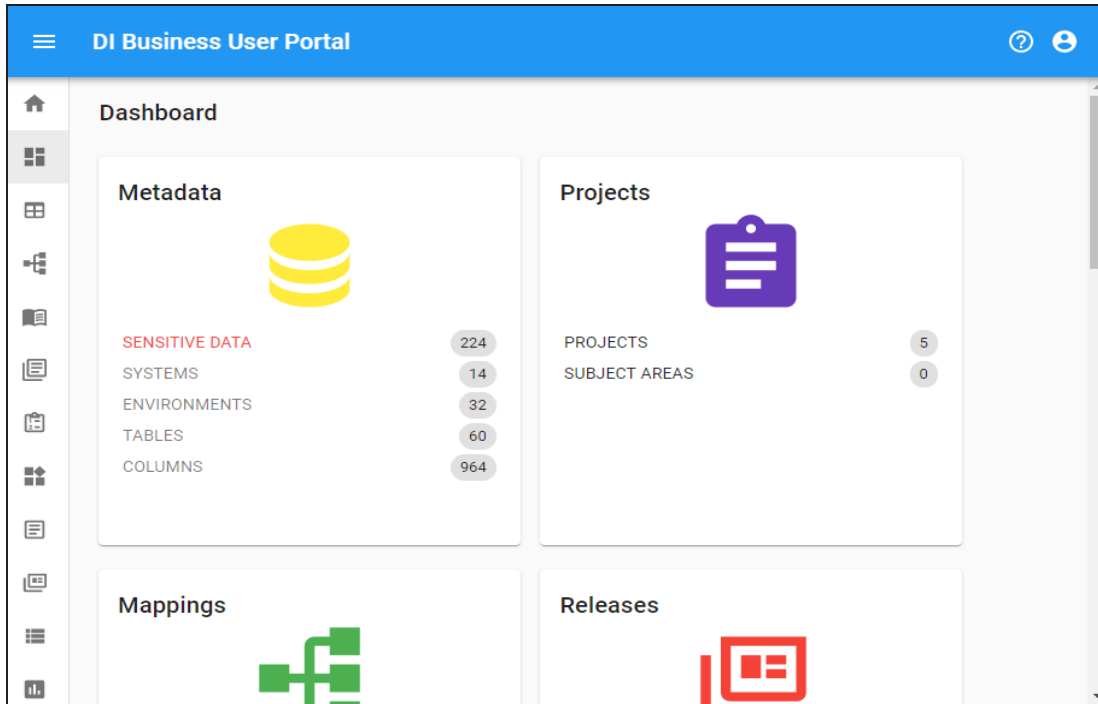 DI Business User Portal
Dashboard
Metadata
SENSITIVE DATA 224
SYSTEMS 14
ENVIRONMENTS 32
TABLES 60
COLUMNS 964
Projects
PROJECTS 5
SUBJECT AREAS 0
Mappings
Releases